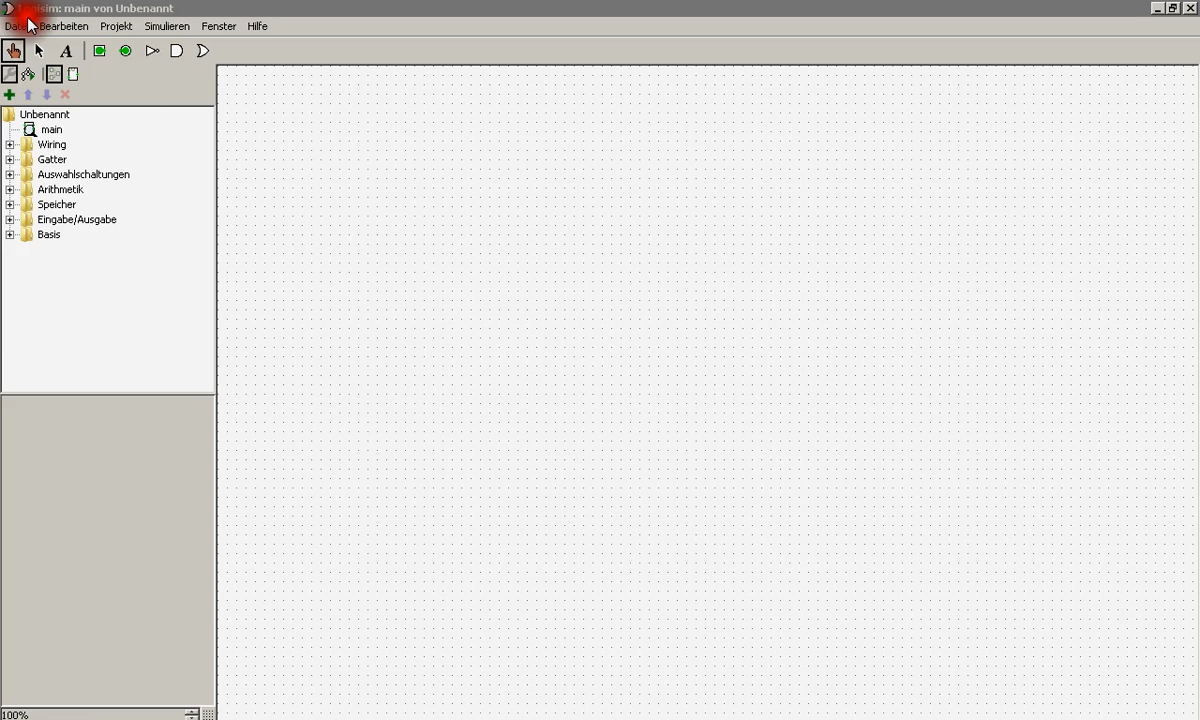 : main von Unbenannt
Bearbeiten Projekt Simulieren Fenster Hilfe
A
Unbenannt
main
Wiring
Gatter
Auswahlschaltungen
Arithmetik
Speicher
Eingabe/Ausgabe
Basis
100%